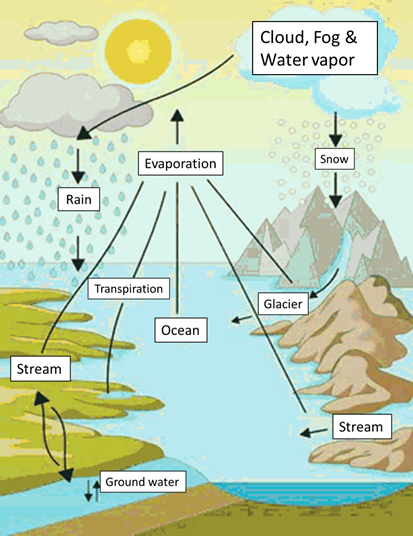 Cloud, Fog &
Water vapor
Evaporation
Snow
Rain
Transpiration
Glacier
Ocean
Stream
Stream
Ground water